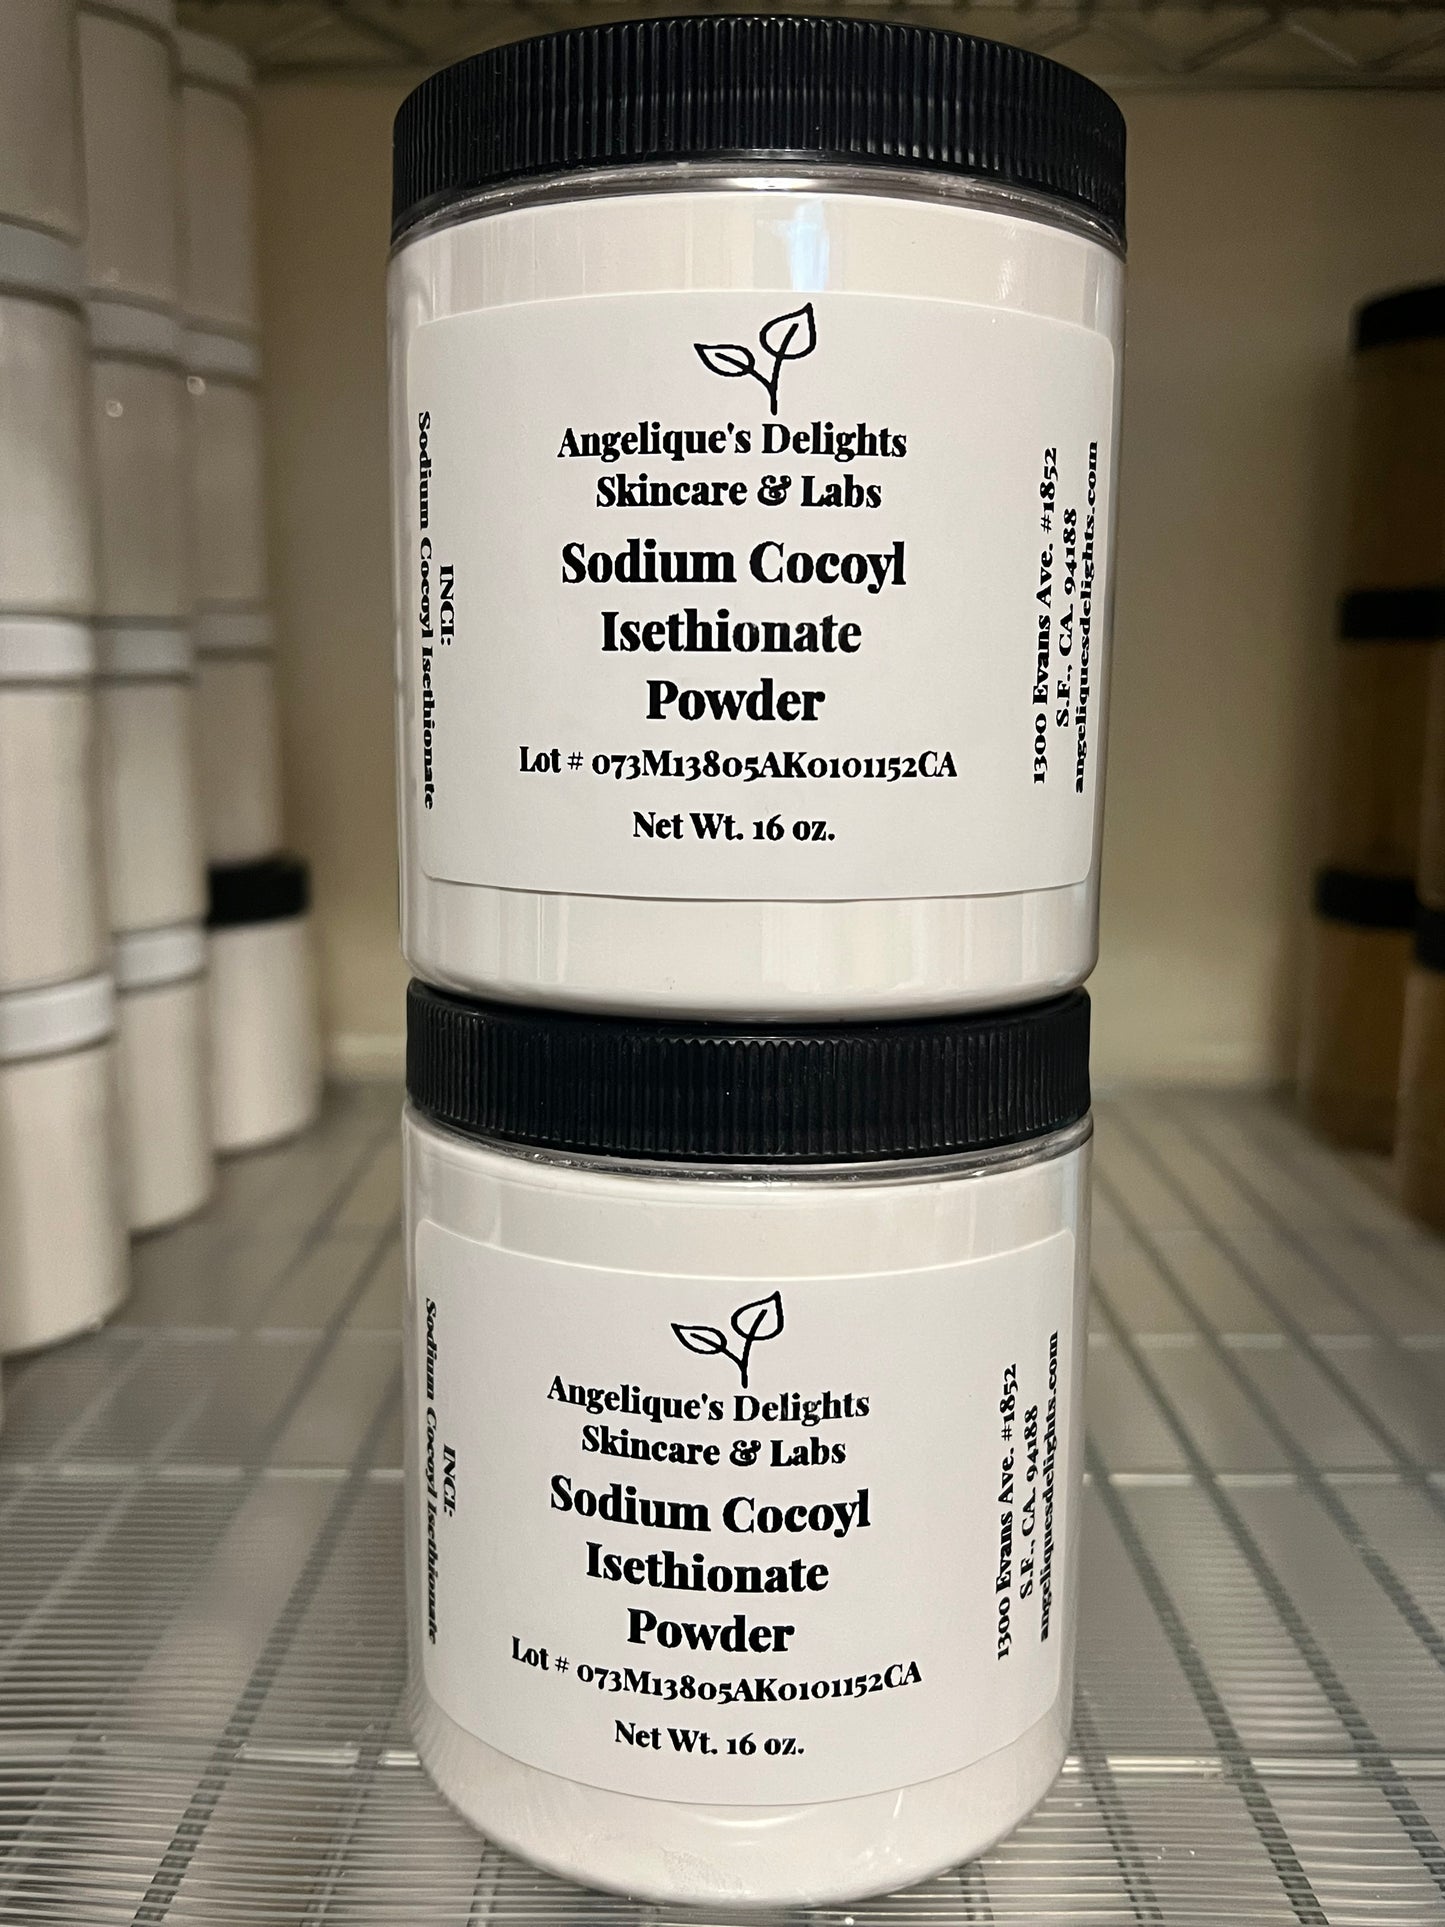 Angelique's Delights
Skincare & Labs
Sodium Cocoyl
Isethionate
Powder
Lot # 073M13805AK0101152CA
Net Wt. 16 oz.
INCI:
Sodium Cocoyl Isethionate
1300 Evans Ave. #1852
S.F., CA. 94188
angeliquesdelights.com
Angelique's Delights
Skincare & Labs
Sodium Cocoyl
Isethionate
Powder
Lot # 073M13805AK0101152CA
Net Wt. 16 oz.
INCI:
Sodium Cocoyl Isethionate
1300 Evans Ave. #1852
S.F., CA. 94188
angeliquesdelights.com